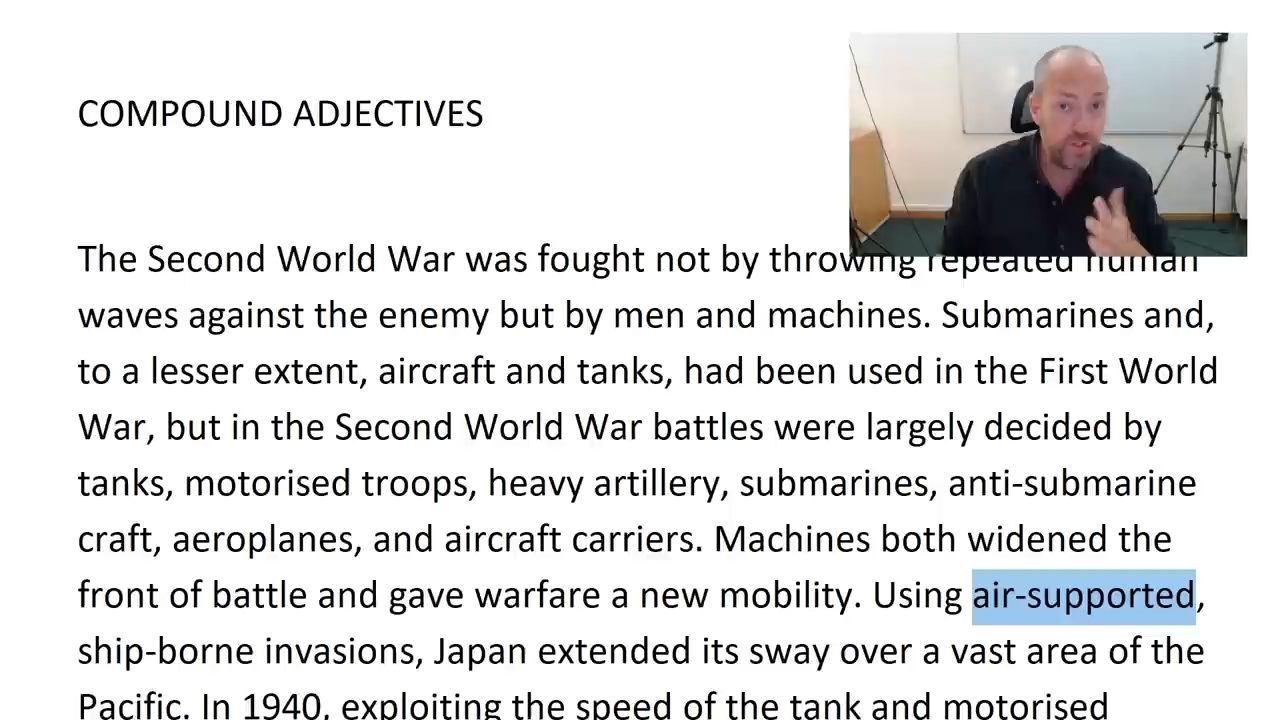 COMPOUND ADJECTIVES
The Second World War was fought not by throwing repeated human
waves against the enemy but by men and machines. Submarines and,
to a lesser extent, aircraft and tanks, had been used in the First World
War, but in the Second World War battles were largely decided by
tanks, motorised troops, heavy artillery, submarines, anti-submarine
craft, aeroplanes, and aircraft carriers. Machines both widened the
front of battle and gave warfare a new mobility. Using air-supported,
ship-borne invasions, Japan extended its sway over a vast area of the
Pacific. In 1940, exploiting the speed of the tank and motorised